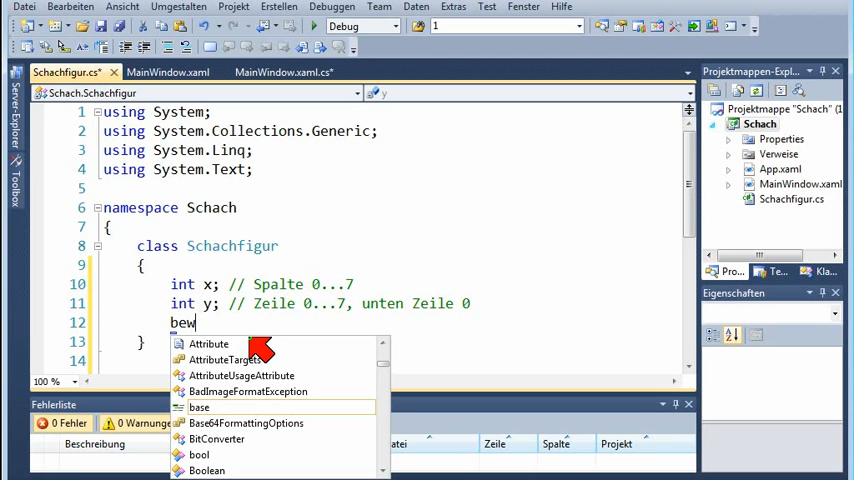 Datei Bearbeiten Ansicht Umgestalten Projekt Erstellen Debuggen Team Daten Extras Test Fenster Hilfe
Debug 1
Schachfigur.cs* MainWindow.xaml MainWindow.xaml.cs*
Schach.Schachfigur y
1 using System;
2 using System.Collections.Generic;
3 using System.Linq;
4 using System.Text;
5
6 namespace Schach
7 {
8 class Schachfigur
9 {
10 int x; // Spalte 0...7
11 int y; // Zeile 0...7, unten Zeile 0
12 bew
13 }
14
Attribute
AttributeTargets
AttributeUsageAttribute
BadImageFormatException
base
Base64FormattingOptions
BitConverter
bool
Boolean
100 %
Fehlerliste
0 Fehler 0 Warnunge
Beschreibung atei Zeile Spalte Projekt
Server-Explorer
Toolbox
Projektmappen-Expl...
Projektmappe "Schach" (1
Schach
Properties
Verweise
App.xaml
MainWindow.xaml
Schachfigur.cs
Pro... Te... Kla...
Eigenschaften